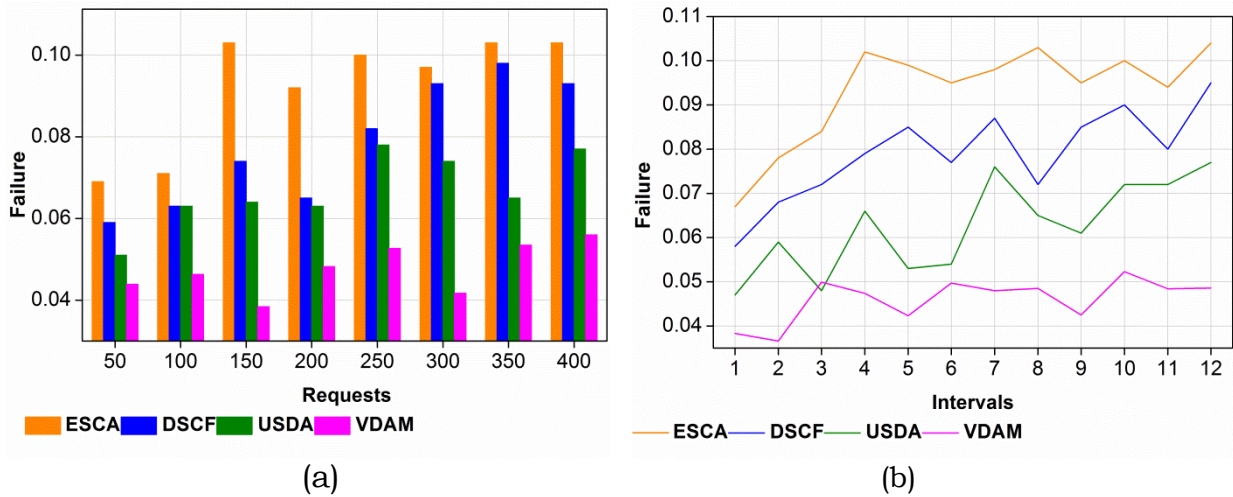 0.10
0.08
0.06
0.04
Failure
50 100 150 200 250 300 350 400
Requests
ESCA DSCF USDA VDAM
(a)
0.11
0.10
0.09
0.08
0.07
0.06
0.05
0.04
Failure
1 2 3 4 5 6 7 8 9 10 11 12
Intervals
ESCA DSCF USDA VDAM
(b)